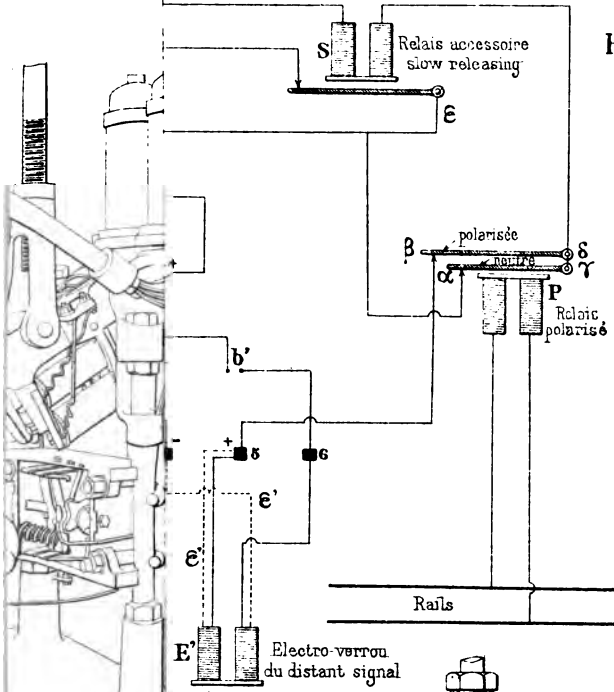 S
Relais accessoire
slow releasing
ε
β
polarisée
δ
α
neutre
γ
P
Relais
polarisé
+
b'
-
+
5
6
e'
e'
Rails
E'
Electro-verrou
du distant signal